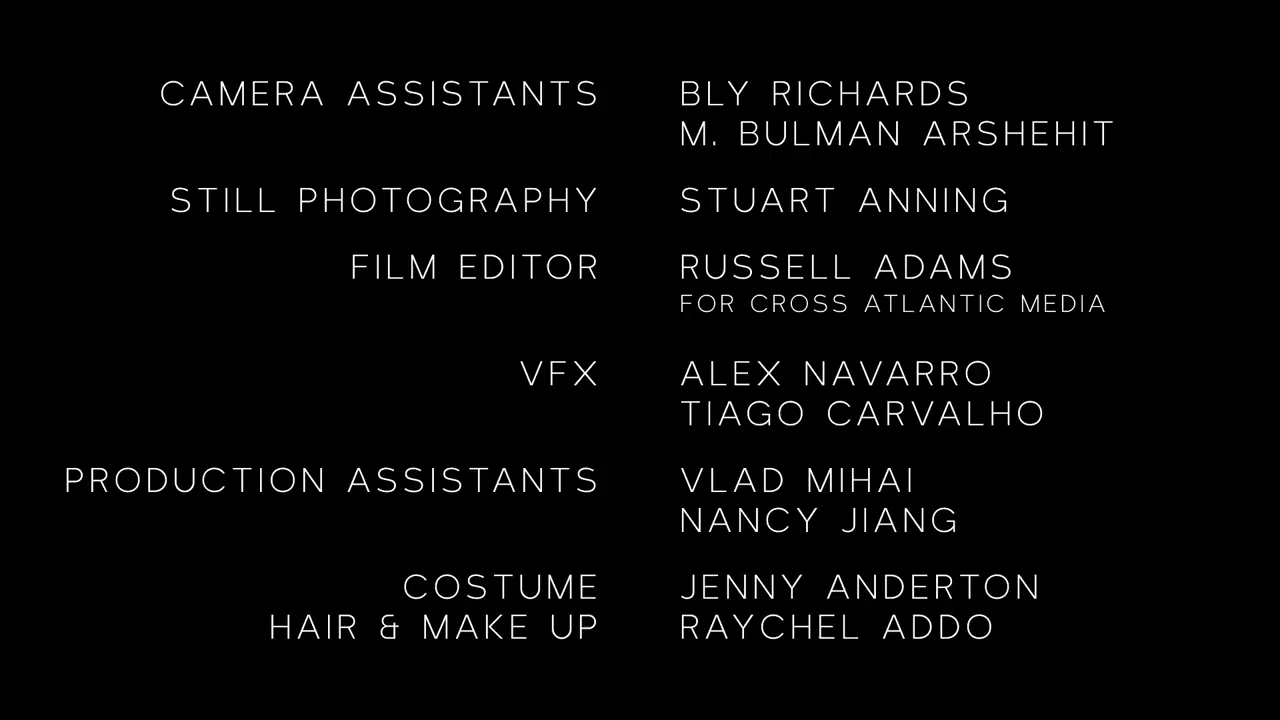 CAMERA ASSISTANTS BLY RICHARDS
M. BULMAN ARSHEHIT
STILL PHOTOGRAPHY STUART ANNING
FILM EDITOR RUSSELL ADAMS
FOR CROSS ATLANTIC MEDIA
VFX ALEX NAVARRO
TIAGO CARVALHO
PRODUCTION ASSISTANTS VLAD MIHAI
NANCY JIANG
COSTUME JENNY ANDERTON
HAIR & MAKE UP RAYCHEL ADDO